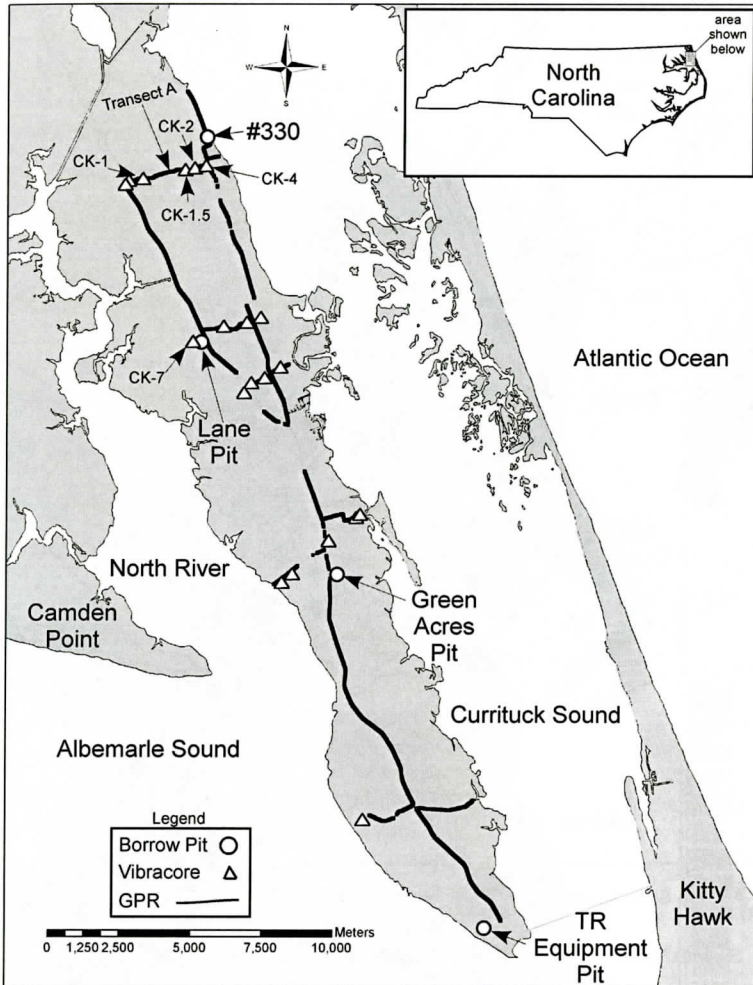 area
shown
below
North
Carolina
N
W
E
S
Transect A
CK-2
#330
CK-1
CK-4
CK-1.5
CK-7
Lane
Pit
Atlantic Ocean
North River
Camden
Point
Green
Acres
Pit
Currituck Sound
Albemarle Sound
Legend
Borrow Pit
Vibracore
GPR
Meters
0 1,250 2,500 5,000 7,500 10,000
TR
Equipment
Pit
Kitty
Hawk